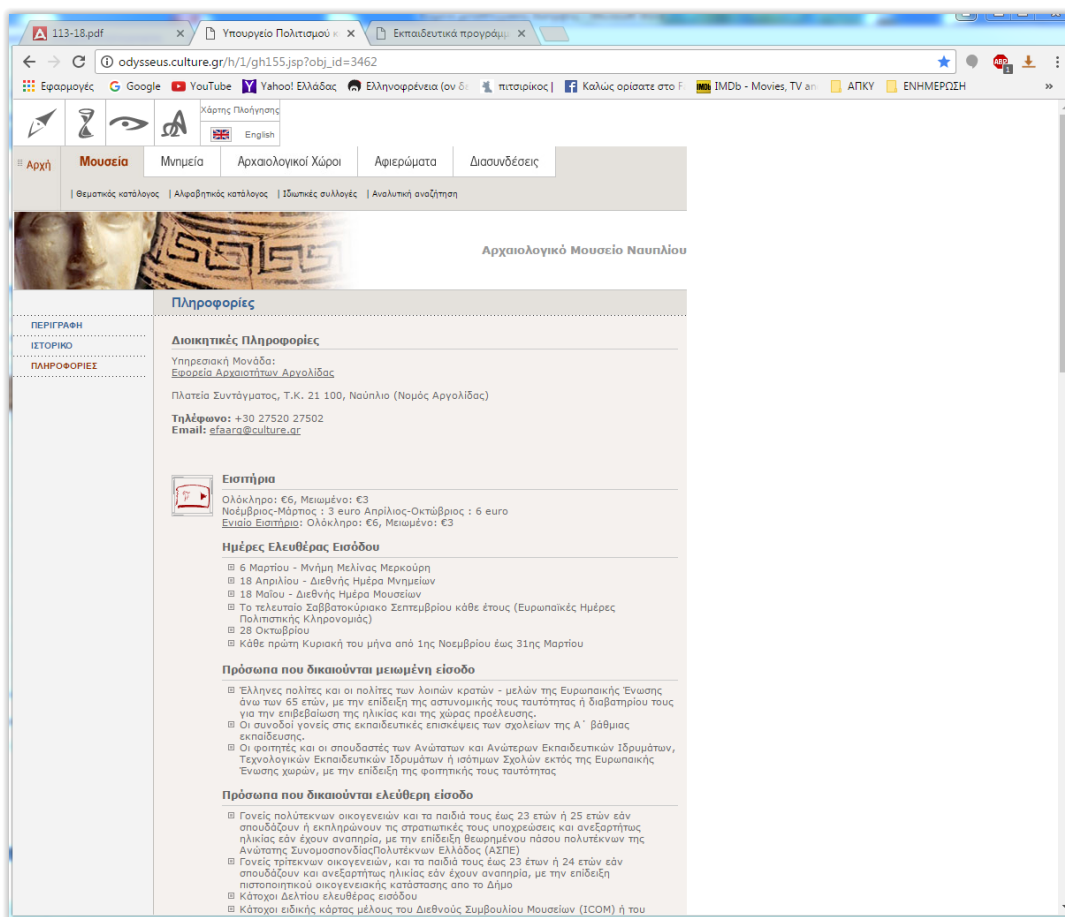 113-18.pdf
Υπουργείο Πολιτισμού κ
Εκπαιδευτικά προγράμμ
odysseus.culture.gr/h/1/gh155.jsp?obj_id=3462
Εφαρμογές Google YouTube Yahoo! Ελλάδας Ελληνοφρένεια (ον δε πιτσιρίκος | Καλώς ορίσατε στο F IMDb - Movies, TV an ΑΠΚΥ ΕΝΗΜΕΡΩΣΗ »
Χάρτης Πλοήγησης
English
Αρχή Μουσεία Μνημεία Αρχαιολογικοί Χώροι Αφιερώματα Διασυνδέσεις
| Θεματικός κατάλογος | Αλφαβητικός κατάλογος | Ιδιωτικές συλλογές | Αναλυτική αναζήτηση
Αρχαιολογικό Μουσείο Ναυπλίου
Πληροφορίες
ΠΕΡΙΓΡΑΦΗ
ΙΣΤΟΡΙΚΟ
ΠΛΗΡΟΦΟΡΙΕΣ
Διοικητικές Πληροφορίες
Υπηρεσιακή Μονάδα:
Εφορεία Αρχαιοτήτων Αργολίδας
Πλατεία Συντάγματος, Τ.Κ. 21 100, Ναύπλιο (Νομός Αργολίδας)
Τηλέφωνο: +30 27520 27502
Email: efaarg@culture.gr
Εισιτήρια
Ολόκληρο: €6, Μειωμένο: €3
Νοέμβριος-Μάρτιος : 3 euro Απρίλιος-Οκτώβριος : 6 euro
Ενιαίο Εισιτήριο: Ολόκληρο: €6, Μειωμένο: €3
Ημέρες Ελευθέρας Εισόδου
6 Μαρτίου - Μνήμη Μελίνας Μερκούρη
18 Απριλίου - Διεθνής Ημέρα Μνημείων
18 Μαΐου - Διεθνής Ημέρα Μουσείων
Το τελευταίο Σαββατοκύριακο Σεπτεμβρίου κάθε έτους (Ευρωπαϊκές Ημέρες
Πολιτιστικής Κληρονομιάς)
28 Οκτωβρίου
Κάθε πρώτη Κυριακή του μήνα από 1ης Νοεμβρίου έως 31ης Μαρτίου
Πρόσωπα που δικαιούνται μειωμένη είσοδο
Έλληνες πολίτες και οι πολίτες των λοιπών κρατών - μελών της Ευρωπαικής Ένωσης
άνω των 65 ετών, με την επίδειξη της αστυνομικής τους ταυτότητας ή διαβατηρίου τους
για την επιβεβαίωση της ηλικίας και της χώρας προέλευσης.
Οι συνοδοί γονείς στις εκπαιδευτικές επισκέψεις των σχολείων της Α΄ βάθμιας
εκπαίδευσης.
Οι φοιτητές και οι σπουδαστές των Ανώτατων και Ανώτερων Εκπαιδευτικών Ιδρυμάτων,
Τεχνολογικών Εκπαιδευτικών Ιδρυμάτων ή ισότιμων Σχολών εκτός της Ευρωπαικής
Ένωσης χωρών, με την επίδειξη της φοιτητικής τους ταυτότητας
Πρόσωπα που δικαιούνται ελεύθερη είσοδο
Γονείς πολύτεκνων οικογενειών και τα παιδιά τους έως 23 ετών ή 25 ετών εάν
σπουδάζουν ή εκπληρώνουν τις στρατιωτικές τους υποχρεώσεις και ανεξαρτήτως
ηλικίας εάν έχουν αναπηρία, με την επίδειξη θεωρημένου πάσου πολυτέκνων της
Ανώτατης ΣυνομοσπονδίαςΠολυτέκνων Ελλάδος (ΑΣΠΕ)
Γονείς τρίτεκνων οικογενειών, και τα παιδιά τους έως 23 έτων ή 24 ετών εάν
σπουδάζουν και ανεξαρτήτως ηλικίας εάν έχουν αναπηρία, με την επίδειξη
πιστοποιητικού οικογενειακής κατάστασης απο το Δήμο
Κάτοχοι Δελτίου ελευθέρας εισόδου
Κάτοχοι ειδικής κάρτας μέλους του Διεθνούς Συμβουλίου Μουσείων (ICOM) ή του